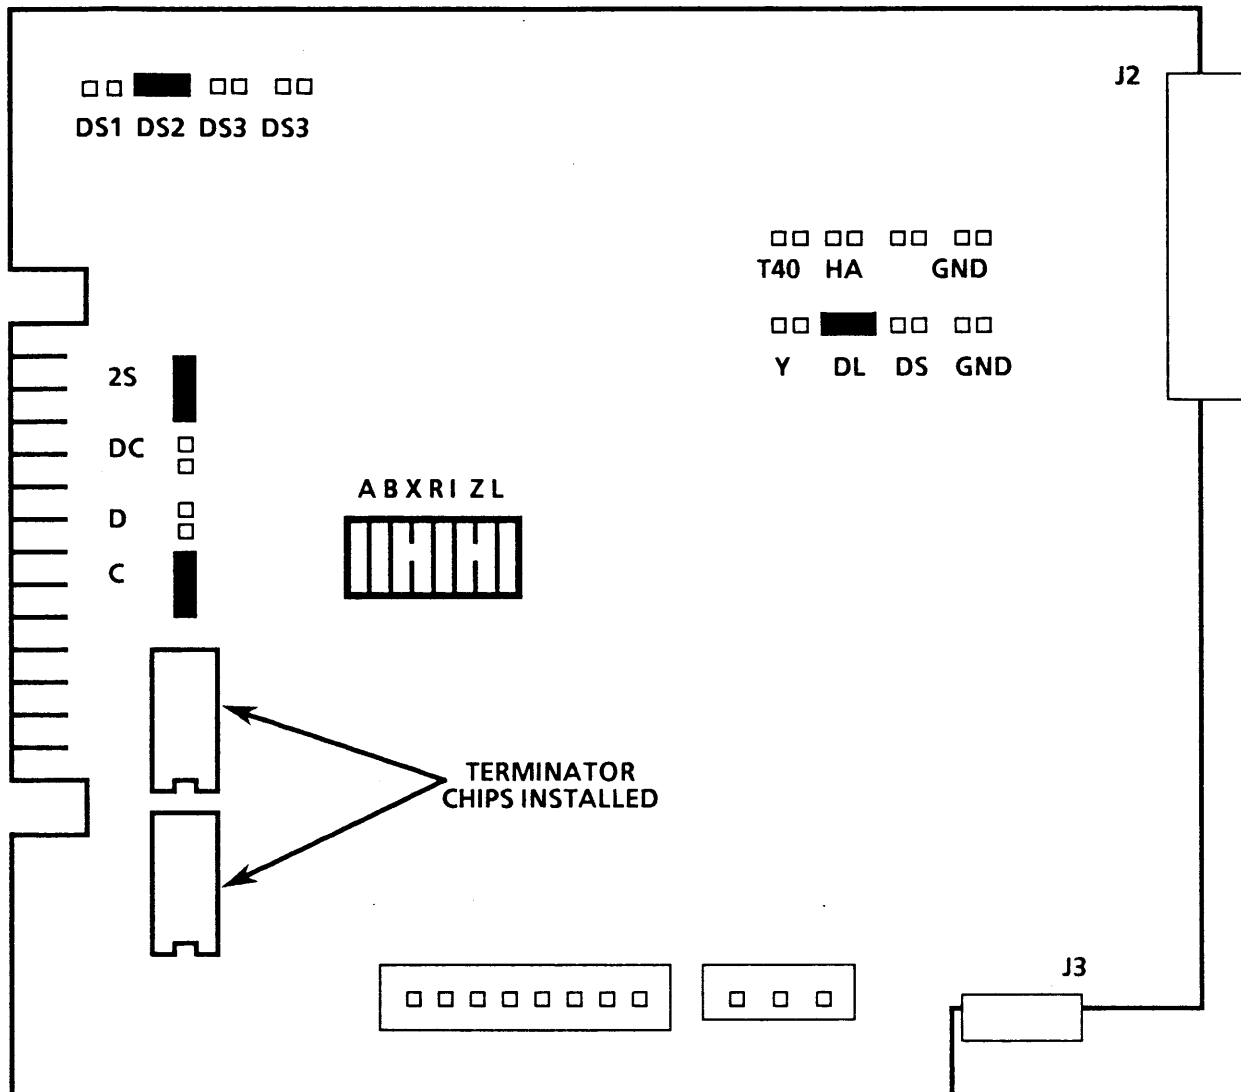 J2
DS1 DS2 DS3 DS3
T40 HA GND
Y DL DS GND
2S
DC
D
C
A B X R I Z L
TERMINATOR
CHIPS INSTALLED
J3